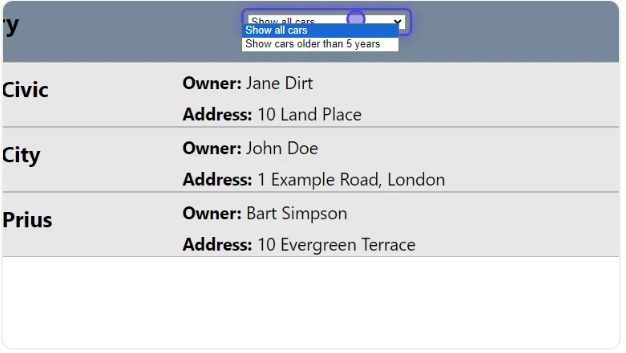 ry
Show all cars
Show all cars
Show cars older than 5 years
Civic
Owner: Jane Dirt
Address: 10 Land Place
City
Owner: John Doe
Address: 1 Example Road, London
Prius
Owner: Bart Simpson
Address: 10 Evergreen Terrace